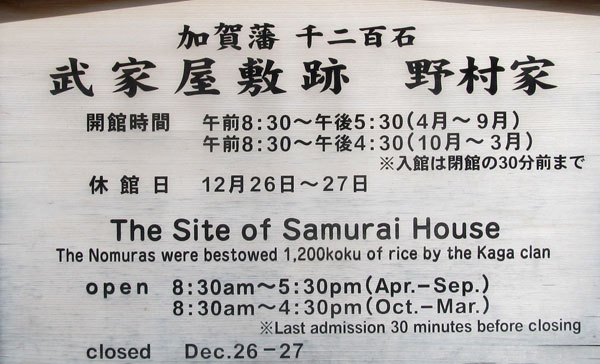 加賀藩 千二百石
武家屋敷跡 野村家
開館時間 午前8:30～午後5:30(4月～9月)
午前8:30～午後4:30(10月～3月)
※入館は閉館の30分前まで
休館日 12月26日～27日
The Site of Samurai House
The Nomuras were bestowed 1,200koku of rice by the Kaga clan
open 8:30am～5:30pm(Apr.－Sep.)
8:30am～4:30pm(Oct.－Mar.)
※Last admission 30 minutes before closing
closed Dec.26－27